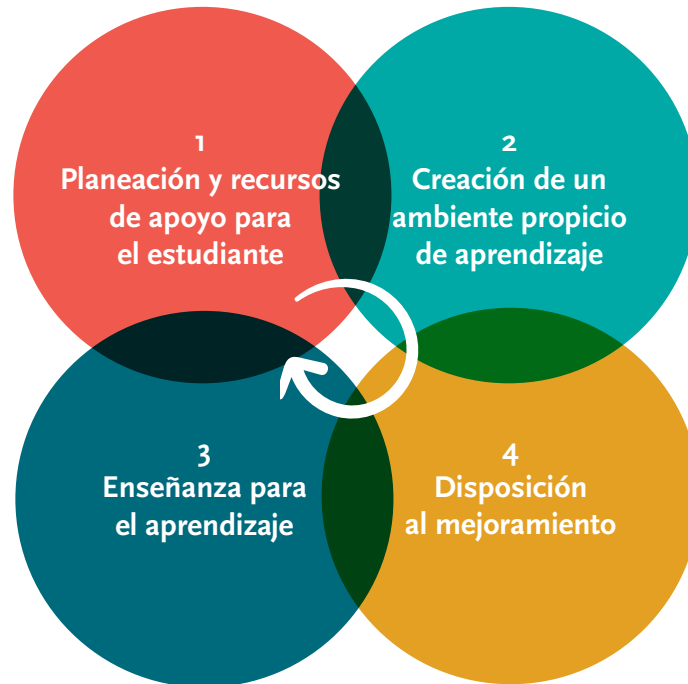 1
Planeación y recursos
de apoyo para
el estudiante
2
Creación de un
ambiente propicio
de aprendizaje
3
Enseñanza para
el aprendizaje
4
Disposición
al mejoramiento